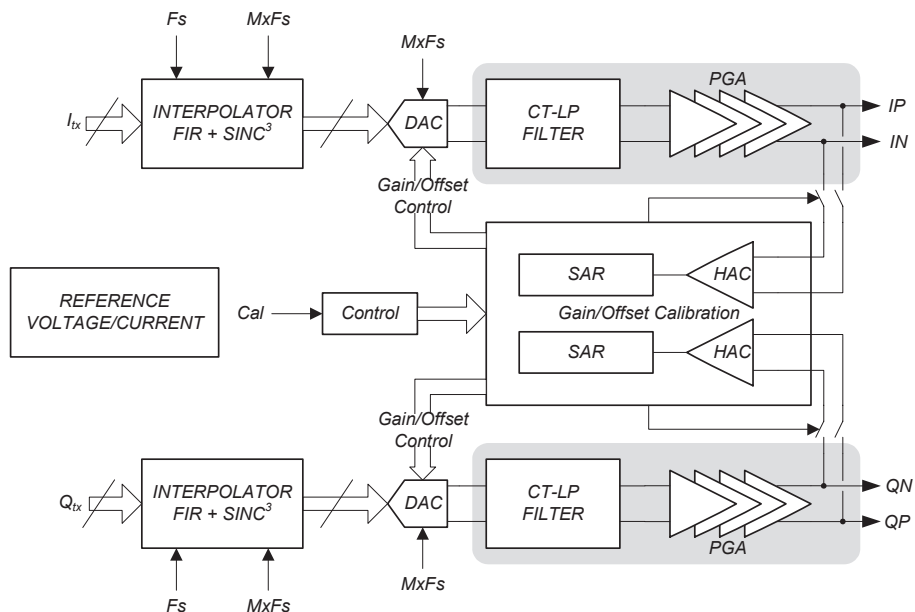 Fs
MxFs
MxFs
PGA
I_tx
INTERPOLATOR
FIR + SINC³
DAC
CT-LP
FILTER
IP
IN
Gain/Offset
Control
REFERENCE
VOLTAGE/CURRENT
Cal
Control
SAR
HAC
Gain/Offset Calibration
SAR
HAC
Gain/Offset
Control
Q_tx
INTERPOLATOR
FIR + SINC³
DAC
CT-LP
FILTER
QN
QP
PGA
Fs
MxFs
MxFs